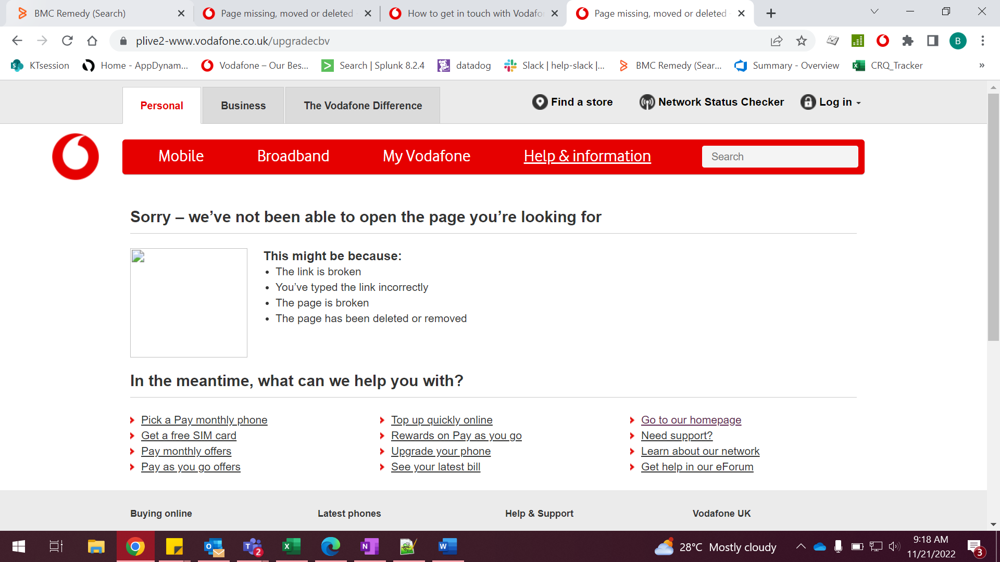 BMC Remedy (Search)
Page missing, moved or deleted
How to get in touch with Vodafo
Page missing, moved or deleted
plive2-www.vodafone.co.uk/upgradecbv
B
KTsession
Home - AppDynam...
Vodafone – Our Bes...
Search | Splunk 8.2.4
datadog
Slack | help-slack |...
BMC Remedy (Sear...
Summary - Overview
CRQ_Tracker
»
Personal
Business
The Vodafone Difference
Find a store
Network Status Checker
Log in
Mobile
Broadband
My Vodafone
Help & information
Search
Sorry – we’ve not been able to open the page you’re looking for
This might be because:
• The link is broken
• You’ve typed the link incorrectly
• The page is broken
• The page has been deleted or removed
In the meantime, what can we help you with?
Pick a Pay monthly phone
Get a free SIM card
Pay monthly offers
Pay as you go offers
Top up quickly online
Rewards on Pay as you go
Upgrade your phone
See your latest bill
Go to our homepage
Need support?
Learn about our network
Get help in our eForum
Buying online
Latest phones
Help & Support
Vodafone UK
28°C Mostly cloudy
9:18 AM
11/21/2022
3
2